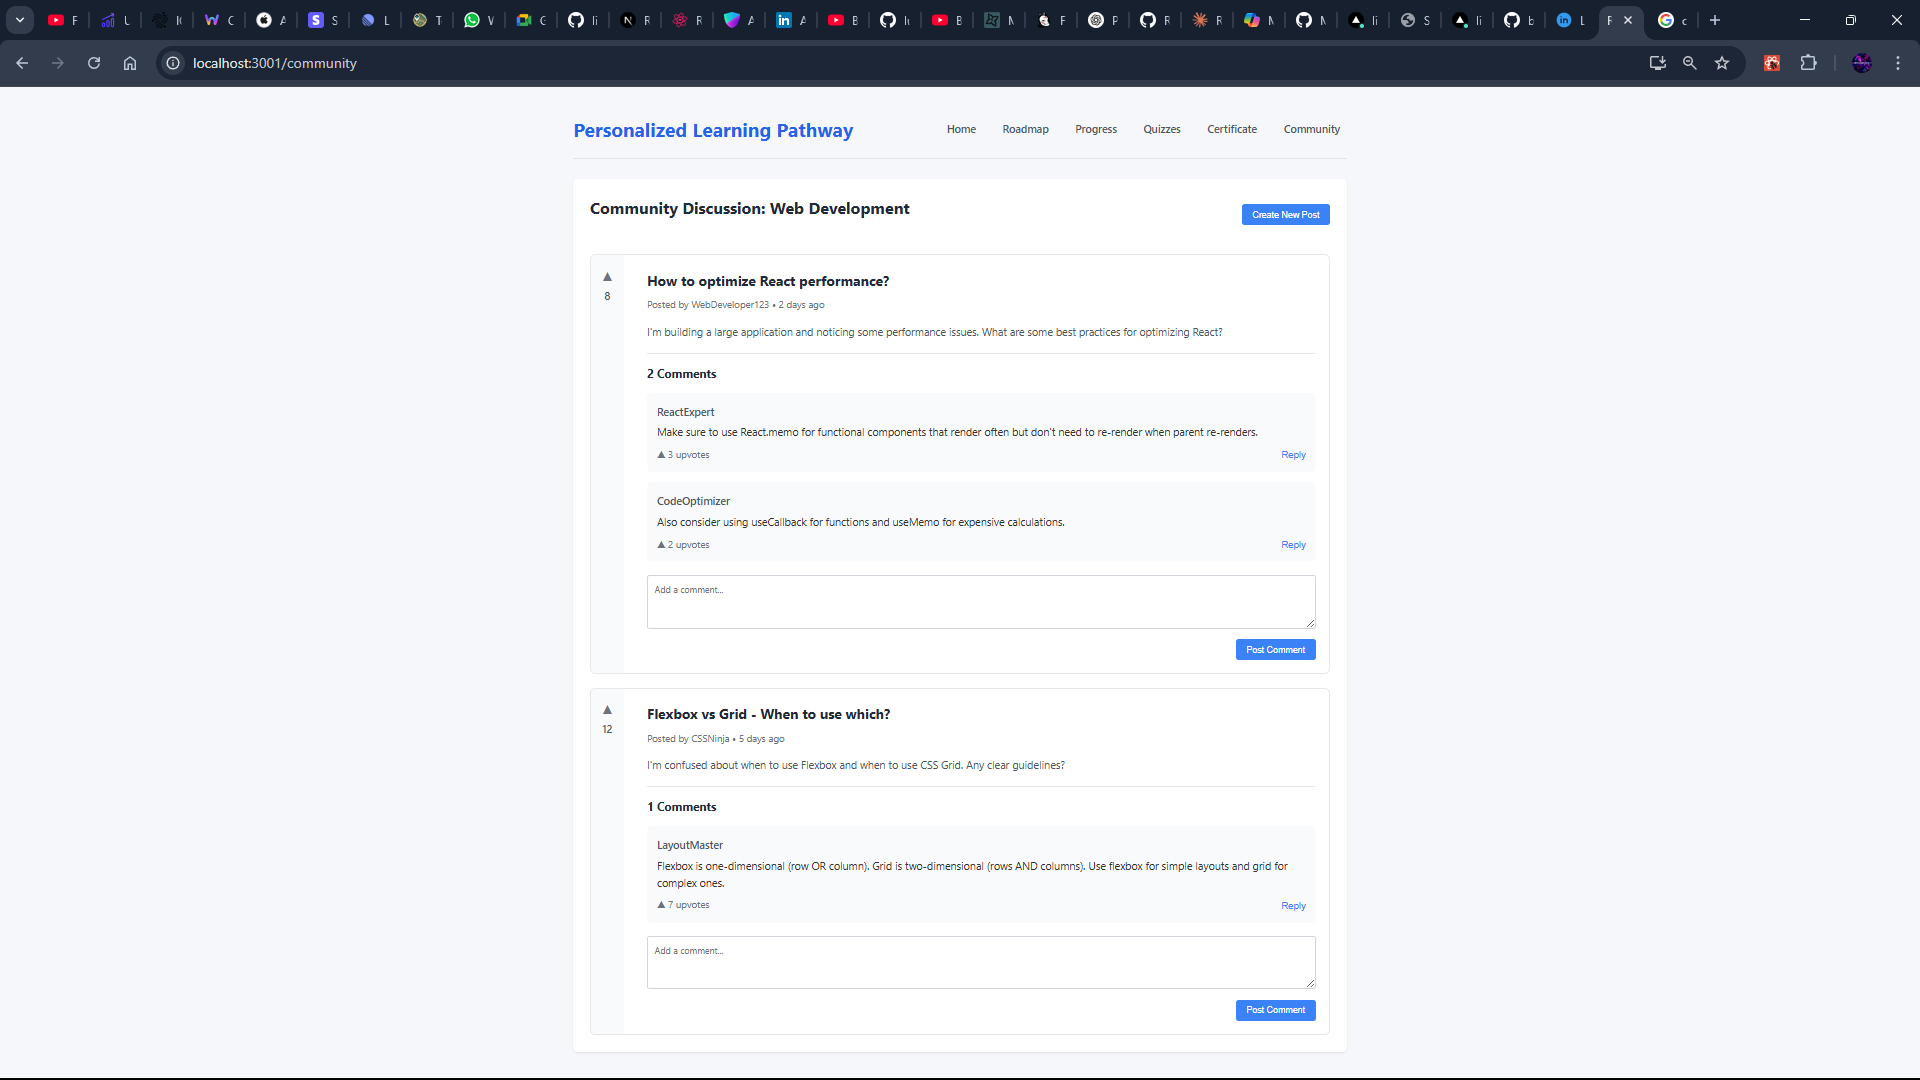 localhost:3001/community
Personalized Learning Pathway
Home Roadmap Progress Quizzes Certificate Community
Community Discussion: Web Development
Create New Post
▲
8
How to optimize React performance?
Posted by WebDeveloper123 • 2 days ago
I'm building a large application and noticing some performance issues. What are some best practices for optimizing React?
2 Comments
ReactExpert
Make sure to use React.memo for functional components that render often but don't need to re-render when parent re-renders.
▲ 3 upvotes Reply
CodeOptimizer
Also consider using useCallback for functions and useMemo for expensive calculations.
▲ 2 upvotes Reply
Add a comment...
Post Comment
▲
12
Flexbox vs Grid - When to use which?
Posted by CSSNinja • 5 days ago
I'm confused about when to use Flexbox and when to use CSS Grid. Any clear guidelines?
1 Comments
LayoutMaster
Flexbox is one-dimensional (row OR column). Grid is two-dimensional (rows AND columns). Use flexbox for simple layouts and grid for
complex ones.
▲ 7 upvotes Reply
Add a comment...
Post Comment